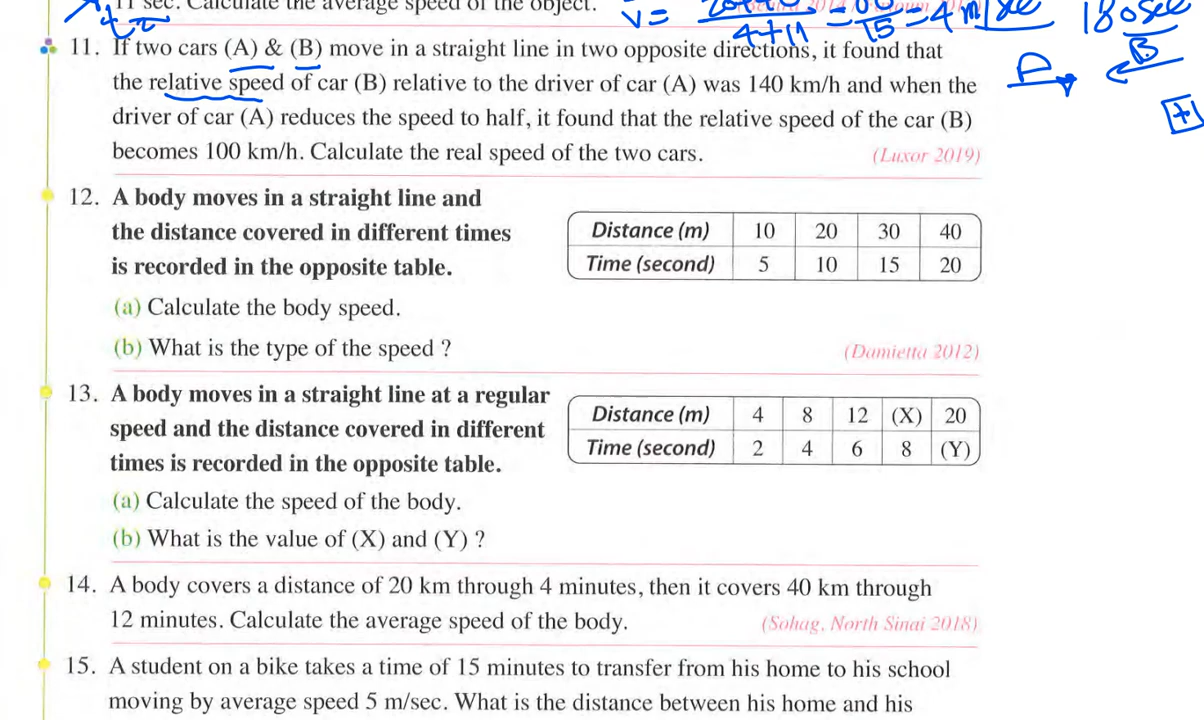 11 sec. Calculate the average speed of the object.
11. If two cars (A) & (B) move in a straight line in two opposite directions, it found that
the relative speed of car (B) relative to the driver of car (A) was 140 km/h and when the
driver of car (A) reduces the speed to half, it found that the relative speed of the car (B)
becomes 100 km/h. Calculate the real speed of the two cars. (Luxor 2019)
12. A body moves in a straight line and
the distance covered in different times
is recorded in the opposite table.
Distance (m) 10 20 30 40
Time (second) 5 10 15 20
(a) Calculate the body speed.
(b) What is the type of the speed ? (Damietta 2012)
13. A body moves in a straight line at a regular
speed and the distance covered in different
times is recorded in the opposite table.
Distance (m) 4 8 12 (X) 20
Time (second) 2 4 6 8 (Y)
(a) Calculate the speed of the body.
(b) What is the value of (X) and (Y) ?
14. A body covers a distance of 20 km through 4 minutes, then it covers 40 km through
12 minutes. Calculate the average speed of the body. (Sohag, North Sinai 2018)
15. A student on a bike takes a time of 15 minutes to transfer from his home to his school
moving by average speed 5 m/sec. What is the distance between his home and his
180sec
B
+